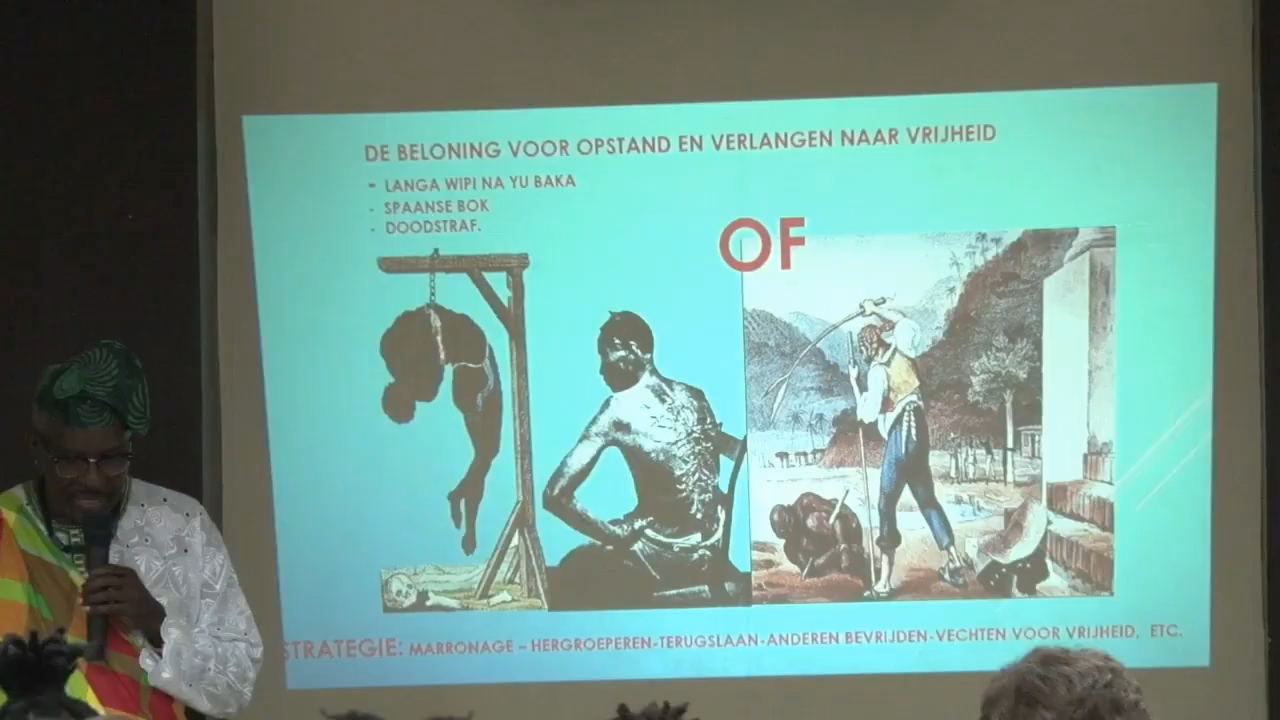 DE BELONING VOOR OPSTAND EN VERLANGEN NAAR VRIJHEID
- LANGA WIPI NA YU BAKA
- SPAANSE BOK
- DOODSTRAF.
OF
STRATEGIE: MARRONAGE – HERGROEPEREN-TERUGSLAAN-ANDEREN BEVRIJDEN-VECHTEN VOOR VRIJHEID, ETC.